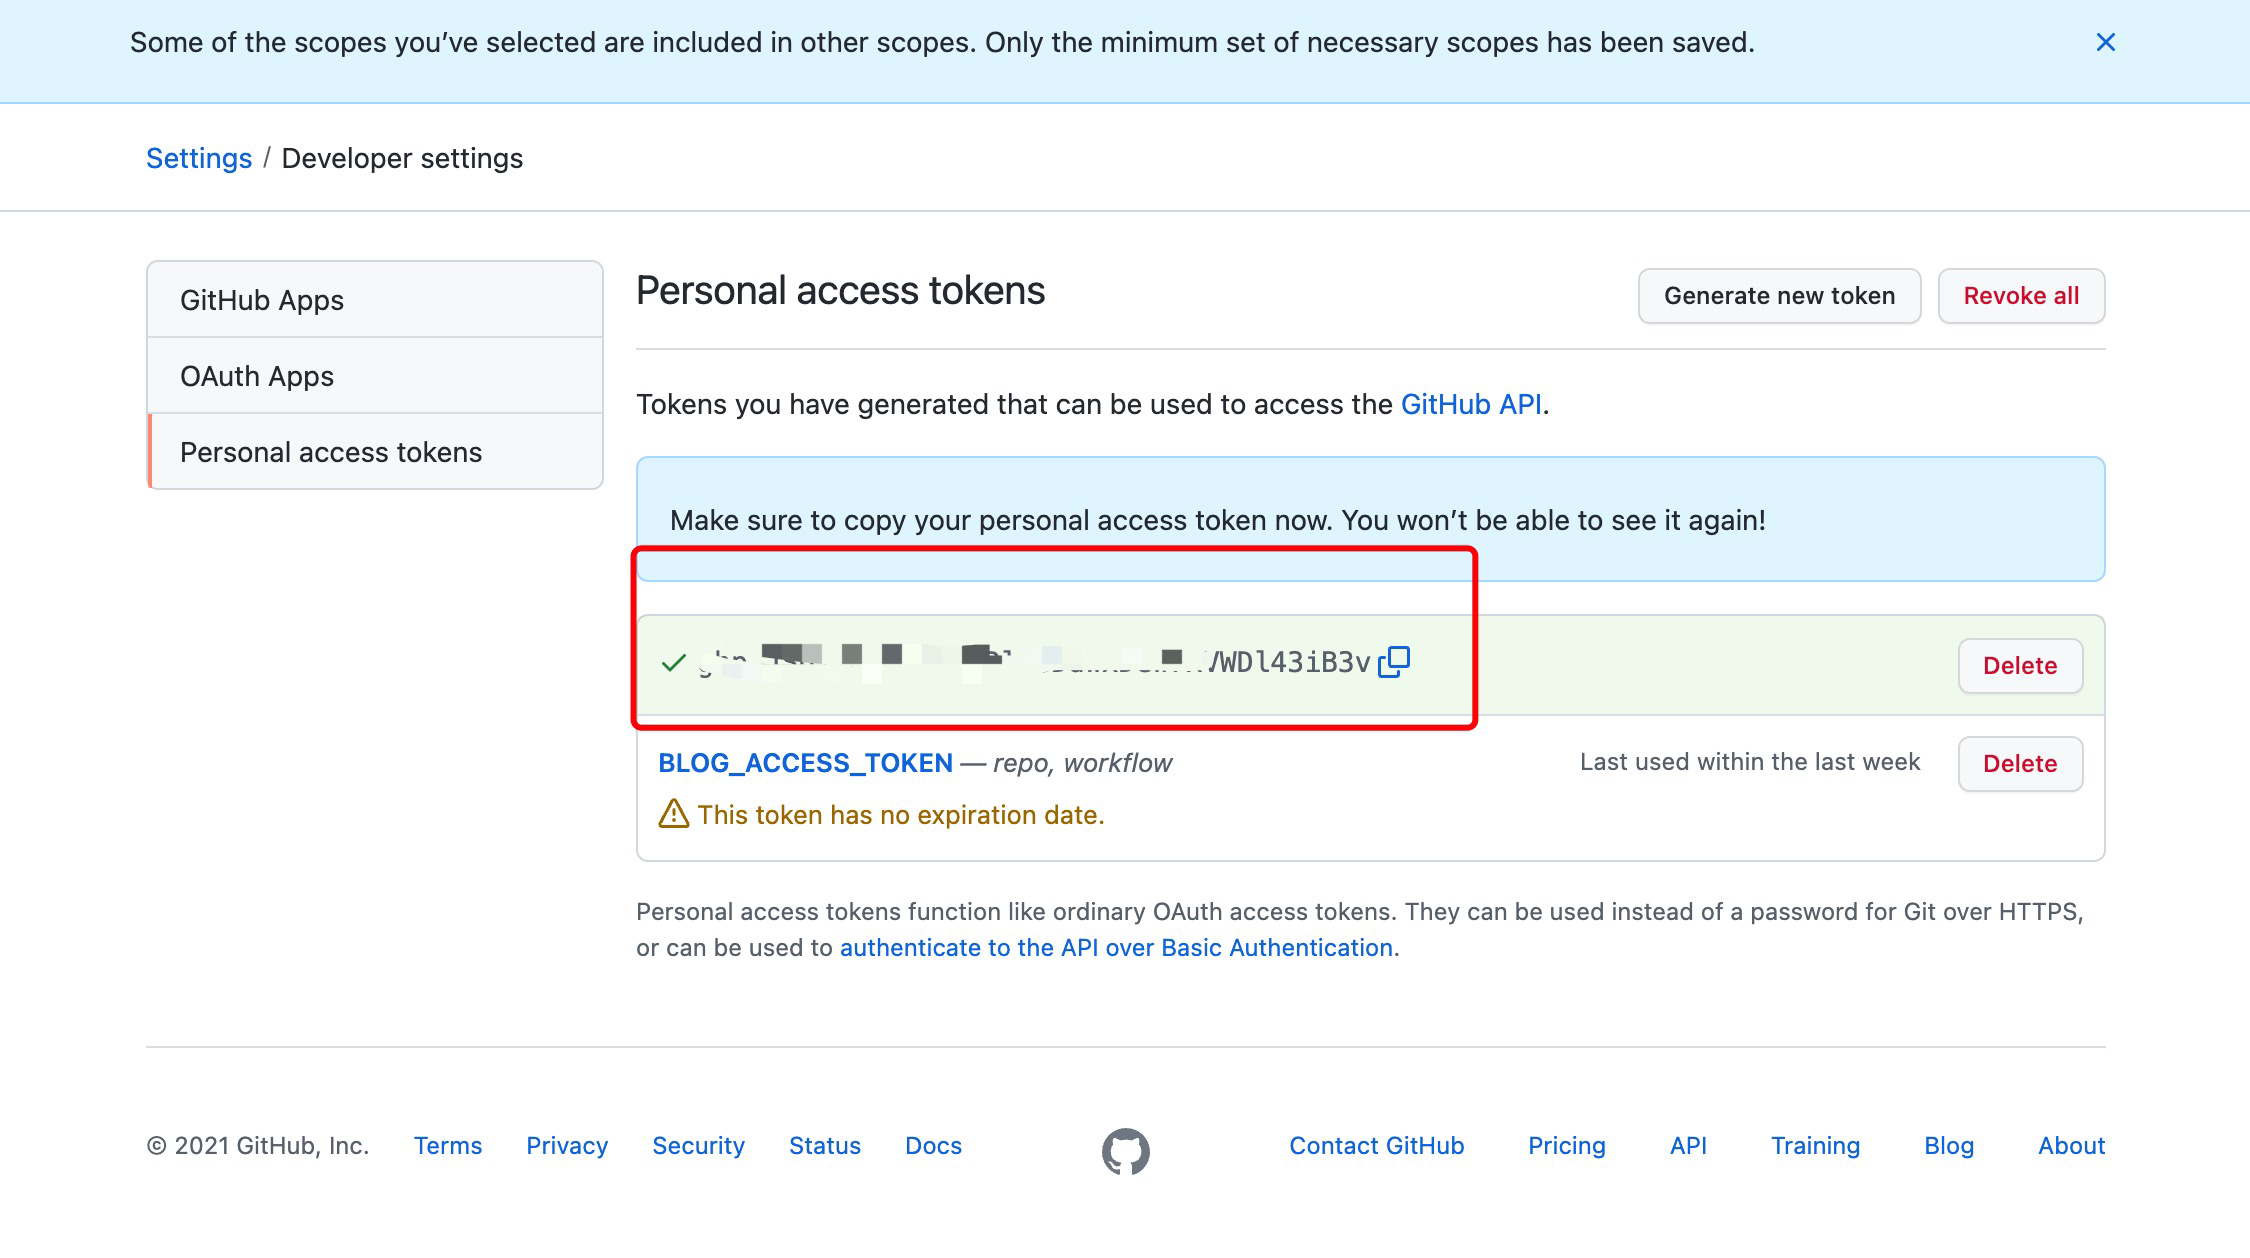 Some of the scopes you’ve selected are included in other scopes. Only the minimum set of necessary scopes has been saved.
Settings / Developer settings
GitHub Apps
OAuth Apps
Personal access tokens
Personal access tokens
Generate new token
Revoke all
Tokens you have generated that can be used to access the GitHub API.
Make sure to copy your personal access token now. You won’t be able to see it again!
Delete
BLOG_ACCESS_TOKEN — repo, workflow
Last used within the last week
Delete
This token has no expiration date.
Personal access tokens function like ordinary OAuth access tokens. They can be used instead of a password for Git over HTTPS,
or can be used to authenticate to the API over Basic Authentication.
© 2021 GitHub, Inc.
Terms
Privacy
Security
Status
Docs
Contact GitHub
Pricing
API
Training
Blog
About